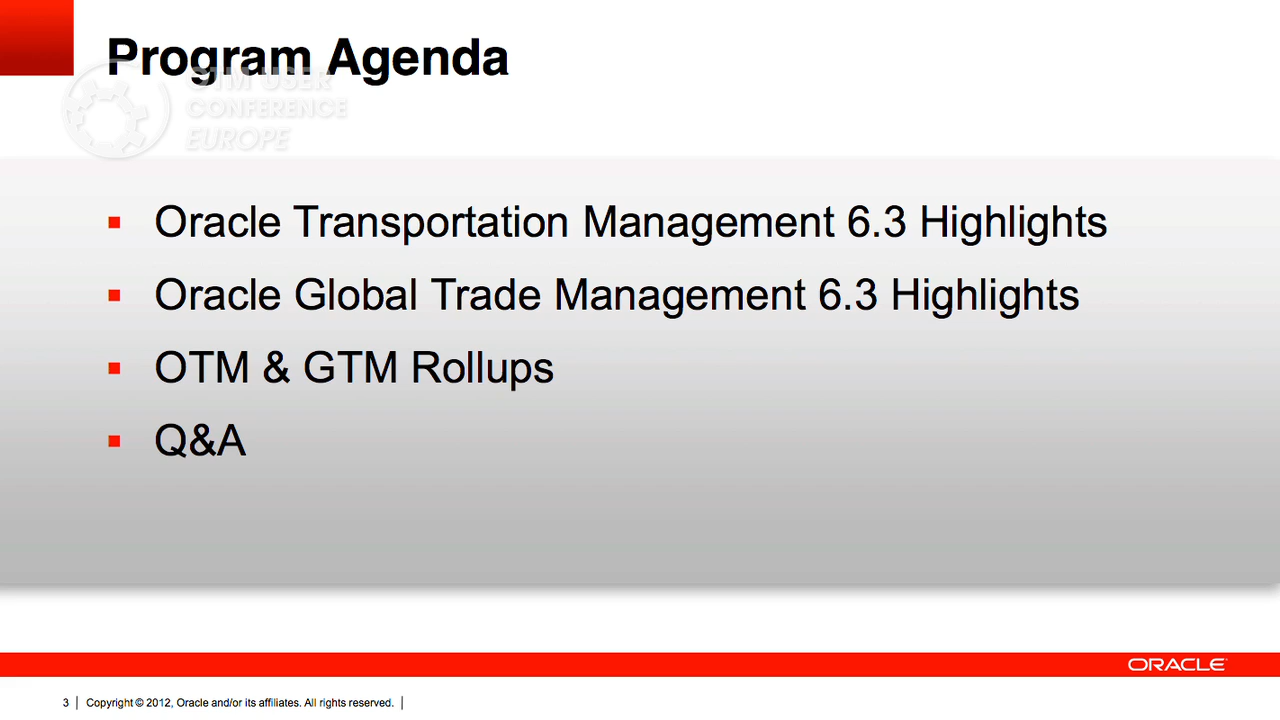 Program Agenda
OTM USER
CONFERENCE
EUROPE
▪ Oracle Transportation Management 6.3 Highlights
▪ Oracle Global Trade Management 6.3 Highlights
▪ OTM & GTM Rollups
▪ Q&A
ORACLE
3 | Copyright © 2012, Oracle and/or its affiliates. All rights reserved. |